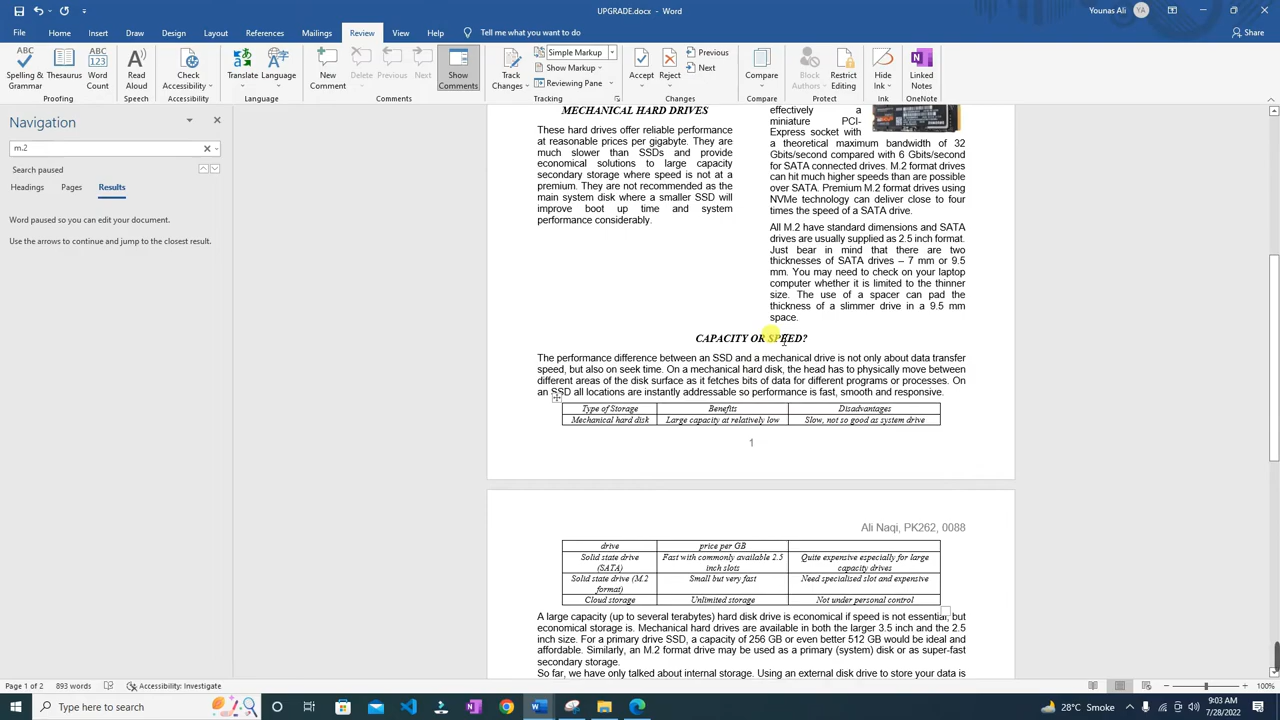 UPGRADE.docx - Word
Younas Ali
YA
File
Home
Insert
Draw
Design
Layout
References
Mailings
Review
View
Help
Tell me what you want to do
Share
Spelling & Grammar
Thesaurus
Word Count
Proofing
Read Aloud
Speech
Check Accessibility
Accessibility
Translate
Language
Language
New Comment
Delete
Previous
Next
Show Comments
Comments
Track Changes
Simple Markup
Show Markup
Reviewing Pane
Tracking
Accept
Reject
Previous
Next
Changes
Compare
Compare
Block Authors
Restrict Editing
Protect
Hide Ink
Ink
Linked Notes
OneNote
Navigation
m.2
Search paused
Headings
Pages
Results
Word paused so you can edit your document.
Use the arrows to continue and jump to the closest result.
MECHANICAL HARD DRIVES
These hard drives offer reliable performance
at reasonable prices per gigabyte. They are
much slower than SSDs and provide
economical solutions to large capacity
secondary storage where speed is not at a
premium. They are not recommended as the
main system disk where a smaller SSD will
improve boot up time and system
performance considerably.
effectively a
miniature PCI-
Express socket with
a theoretical maximum bandwidth of 32
Gbits/second compared with 6 Gbits/second
for SATA connected drives. M.2 format drives
can hit much higher speeds than are possible
over SATA. Premium M.2 format drives using
NVMe technology can deliver close to four
times the speed of a SATA drive.
All M.2 have standard dimensions and SATA
drives are usually supplied as 2.5 inch format.
Just bear in mind that there are two
thicknesses of SATA drives – 7 mm or 9.5
mm. You may need to check on your laptop
computer whether it is limited to the thinner
size. The use of a spacer can pad the
thickness of a slimmer drive in a 9.5 mm
space.
CAPACITY OR SPEED?
The performance difference between an SSD and a mechanical drive is not only about data transfer
speed, but also on seek time. On a mechanical hard disk, the head has to physically move between
different areas of the disk surface as it fetches bits of data for different programs or processes. On
an SSD all locations are instantly addressable so performance is fast, smooth and responsive.
Type of Storage Benefits Disadvantages
Mechanical hard disk Large capacity at relatively low Slow, not so good as system drive
1
Ali Naqi, PK262, 0088
drive price per GB
Solid state drive Fast with commonly available 2.5 Quite expensive especially for large
(SATA) inch slots capacity drives
Solid state drive (M.2 Small but very fast Need specialised slot and expensive
format)
Cloud storage Unlimited storage Not under personal control
A large capacity (up to several terabytes) hard disk drive is economical if speed is not essential, but
economical storage is. Mechanical hard drives are available in both the larger 3.5 inch and the 2.5
inch size. For a primary drive SSD, a capacity of 256 GB or even better 512 GB would be ideal and
affordable. Similarly, an M.2 format drive may be used as a primary (system) disk or as super-fast
secondary storage.
So far, we have only talked about internal storage. Using an external disk drive to store your data is
Page 1 of 2
893 words
Accessibility: Investigate
100%
Type here to search
28°C Smoke
9:03 AM
7/28/2022